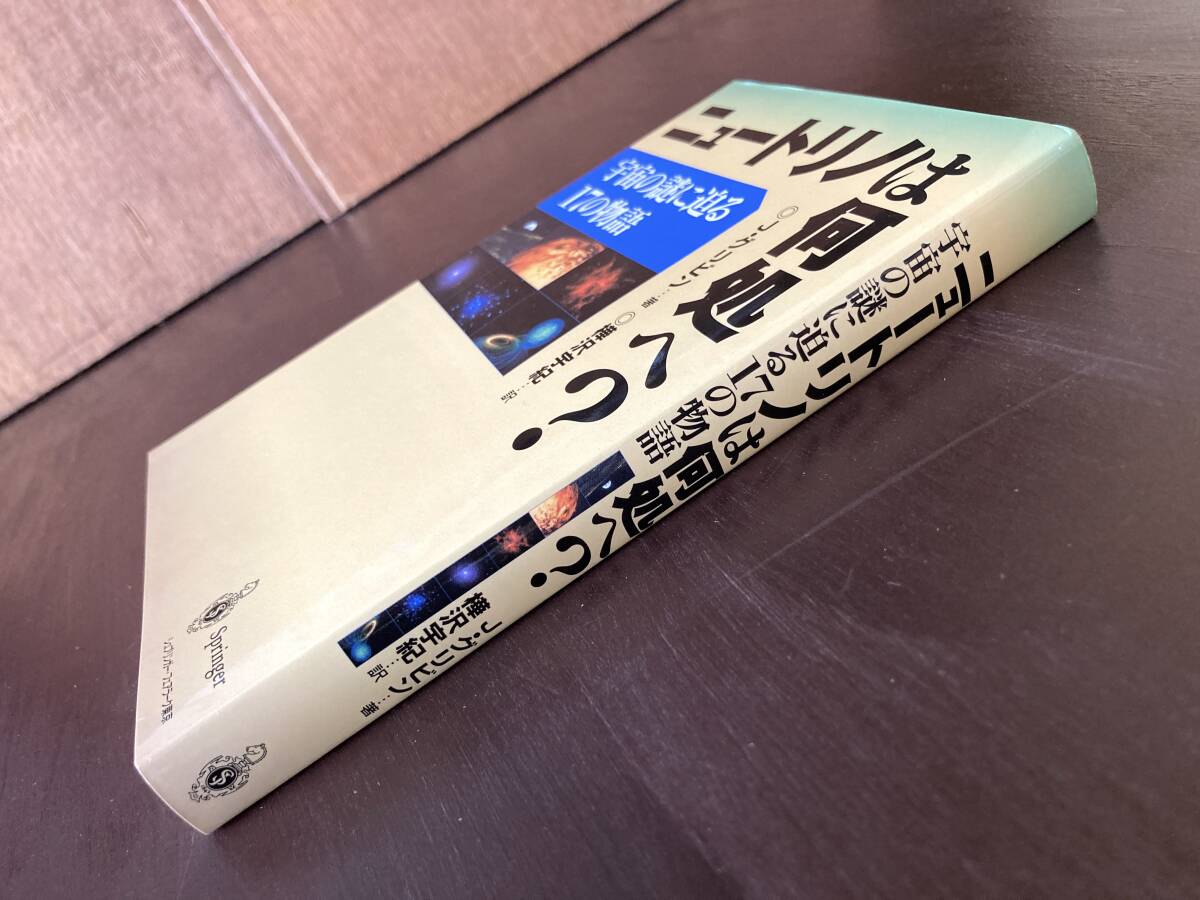 ニュートリノは
何処へ?
宇宙の謎に迫る
17の物語
◎J・グリビン…著
◎樺沢宇紀…訳
Springer
シュプリンガー・フェアラーク東京
ニュートリノは何処へ?
宇宙の謎に迫る17の物語
J・グリビン…著
樺沢宇紀…訳